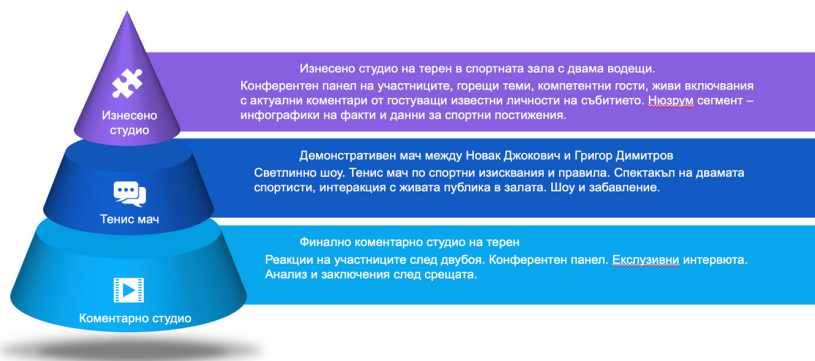 Изнесено студио на терен в спортната зала с двама водещи.
Конферентен панел на участниците, горещи теми, компетентни гости, живи включвания
с актуални коментари от гостуващи известни личности на събитието. Нюзрум сегмент –
инфографики на факти и данни за спортни постижения.
Изнесено
студио
Демонстративен мач между Новак Джокович и Григор Димитров
Светлинно шоу. Тенис мач по спортни изисквания и правила. Спектакъл на двамата
спортисти, интеракция с живата публика в залата. Шоу и забавление.
Тенис мач
Финално коментарно студио на терен
Реакции на участниците след двубоя. Конферентен панел. Екслузивни интервюта.
Анализ и заключения след срещата.
Коментарно студио